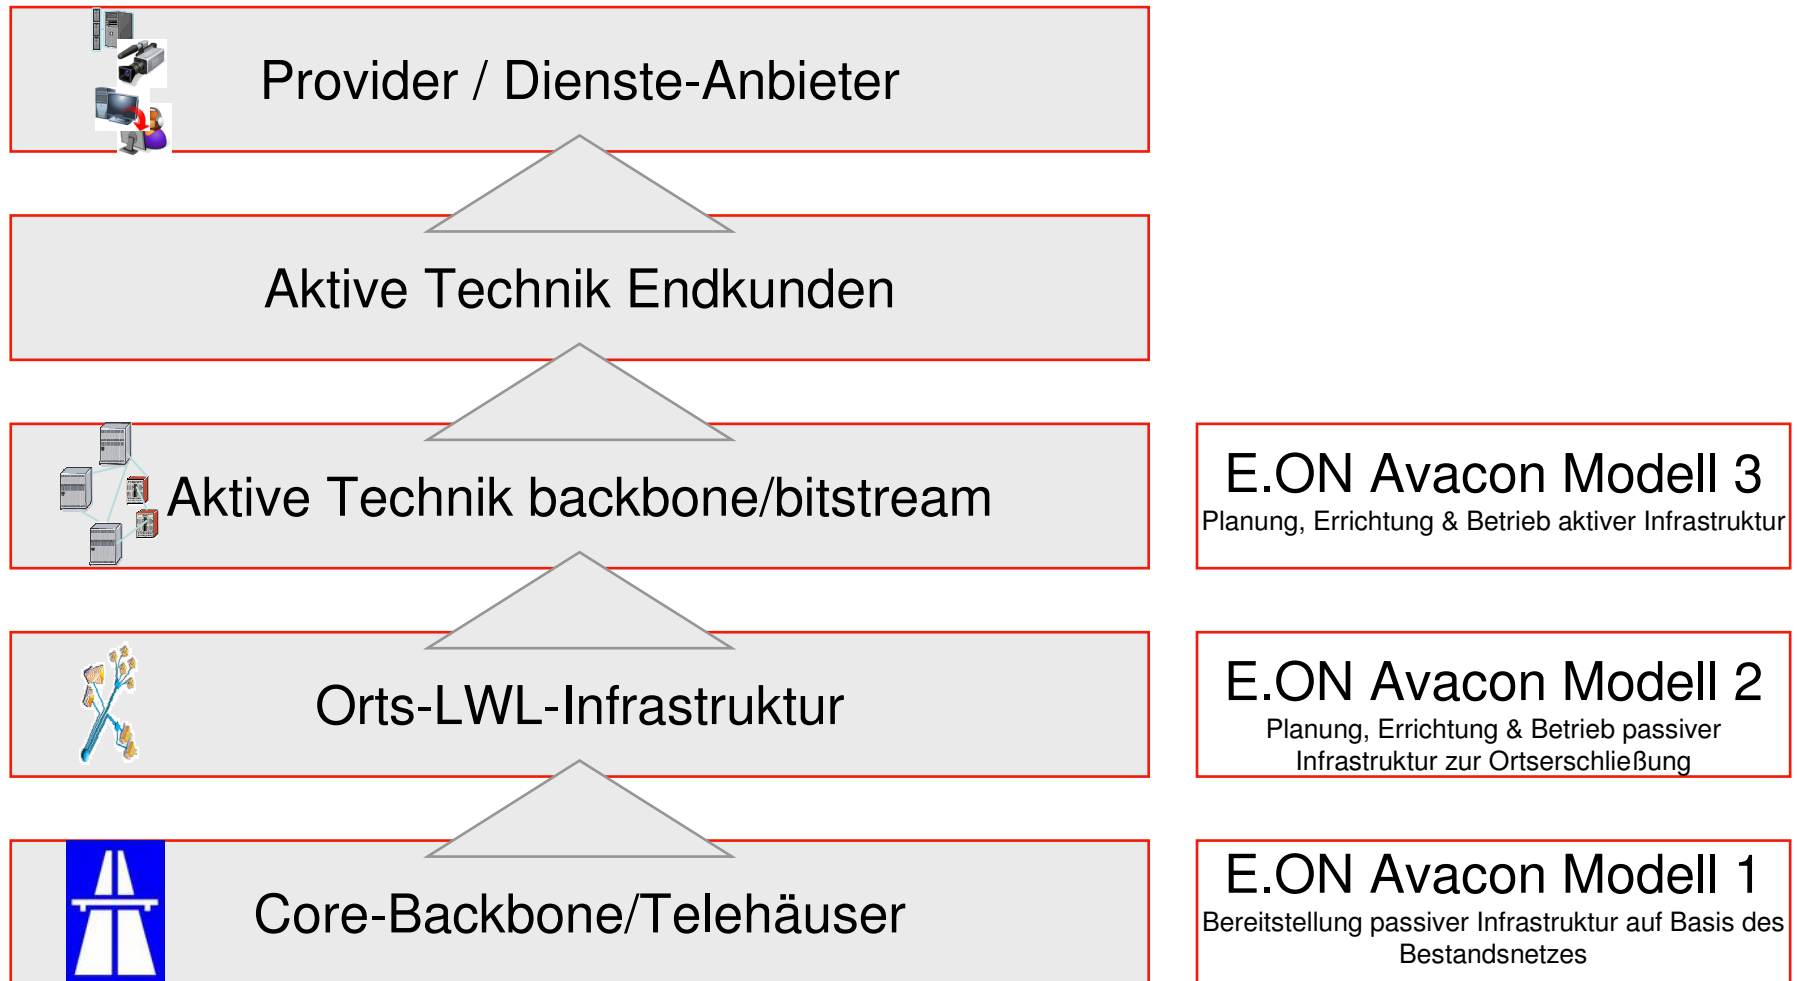 Provider / Dienste-Anbieter
Aktive Technik Endkunden
Aktive Technik backbone/bitstream
E.ON Avacon Modell 3
Planung, Errichtung & Betrieb aktiver Infrastruktur
Orts-LWL-Infrastruktur
E.ON Avacon Modell 2
Planung, Errichtung & Betrieb passiver
Infrastruktur zur Ortserschließung
Core-Backbone/Telehäuser
E.ON Avacon Modell 1
Bereitstellung passiver Infrastruktur auf Basis des
Bestandsnetzes